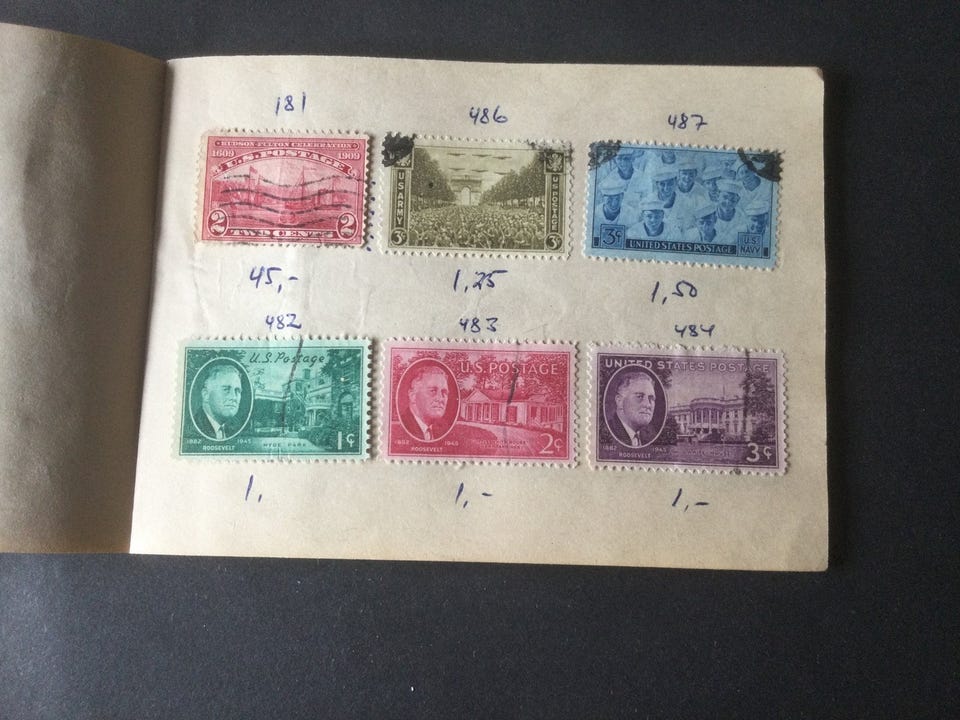 181
486
487
HUDSON-FULTON CELEBRATION
1609 1909
U.S. POSTAGE
2 2
TWO CENTS
U.S. ARMY
U.S. POSTAGE
3¢ 3¢
3¢
UNITED STATES POSTAGE
U.S. NAVY
45,-
1,25
1,50
482
483
484
U.S. Postage
1882 1945
ROOSEVELT
HYDE PARK
1¢
U.S. POSTAGE
1882 1945
ROOSEVELT
2¢
UNITED STATES POSTAGE
1882 1945
ROOSEVELT
3¢
1,
1,-
1,-